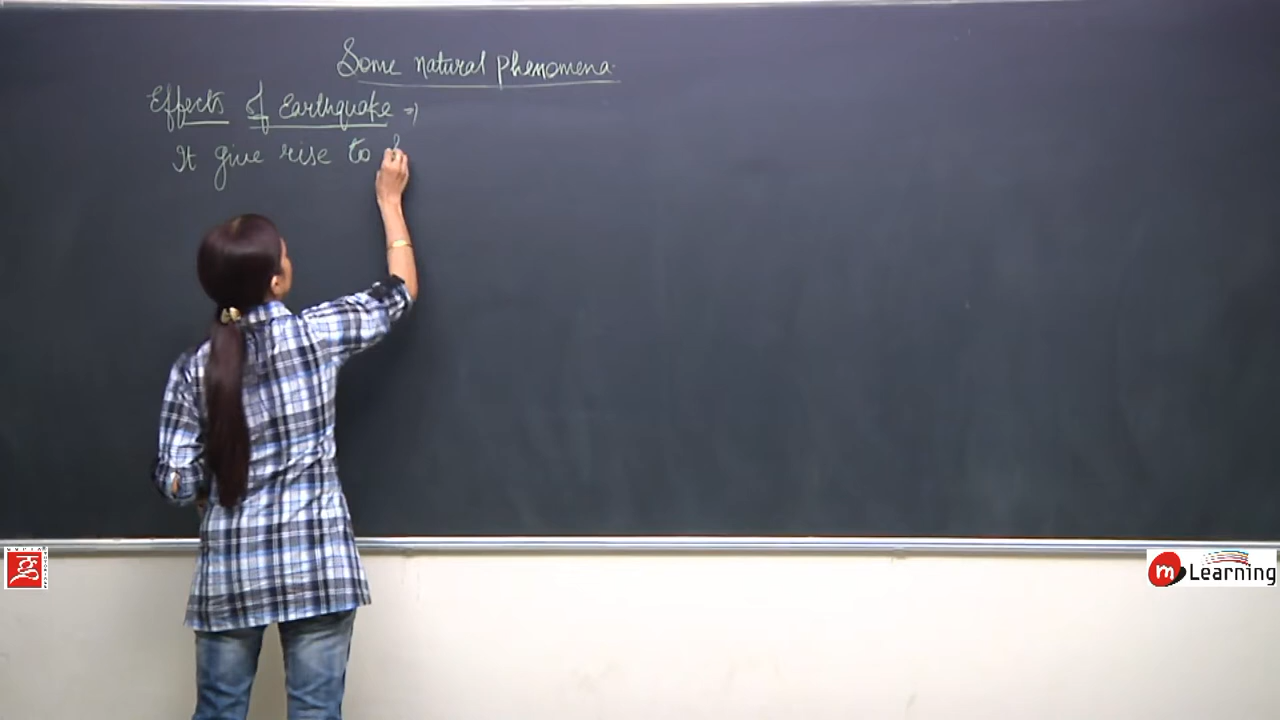 Some natural phenomena.
Effects of Earthquake ⇒
It give rise to
m Learning